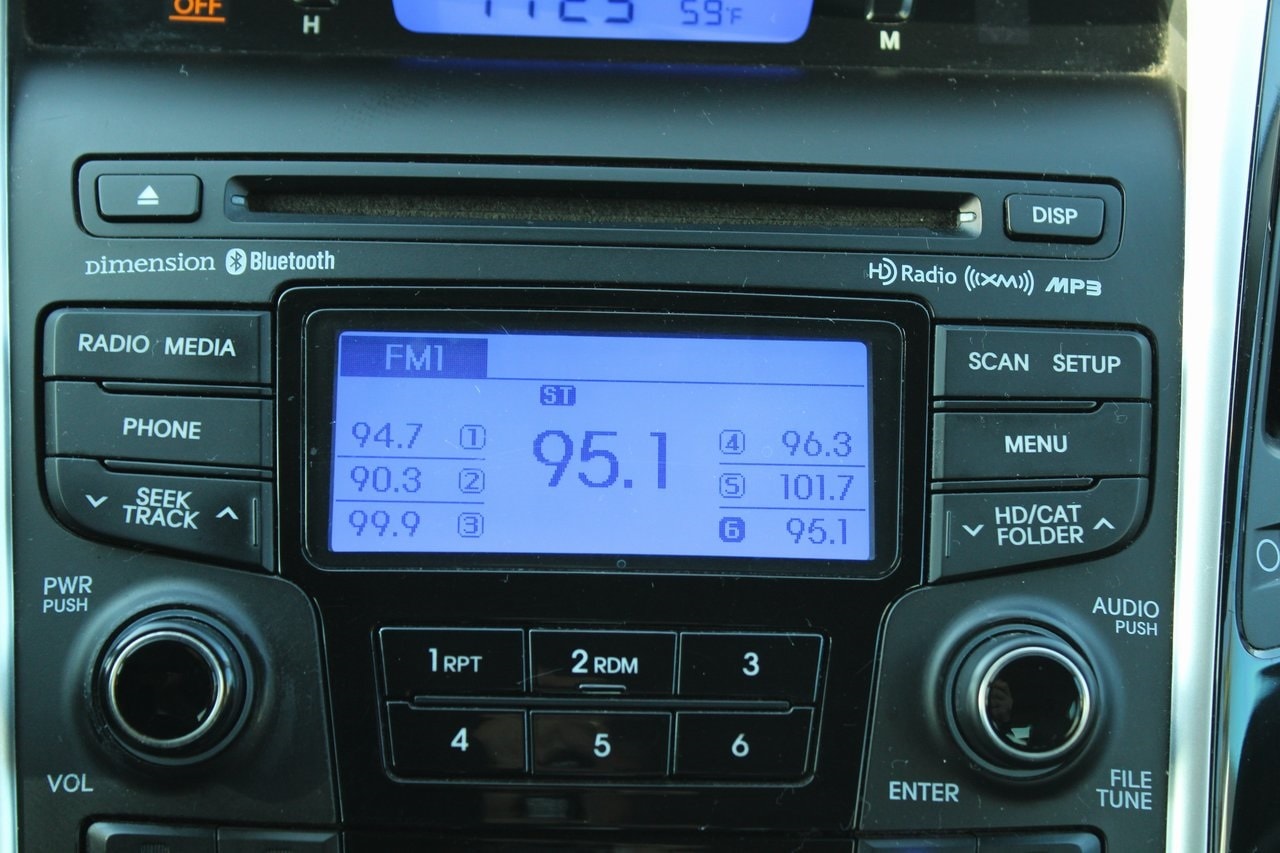 OFF
H
59°F
M
DISP
Dimension Bluetooth
HD Radio ((XM)) MP3
RADIO MEDIA
FM1
SCAN SETUP
ST
PHONE
94.7 1
95.1
4 96.3
MENU
90.3 2
5 101.7
SEEK
TRACK
99.9 3
6 95.1
HD/CAT
FOLDER
PWR
PUSH
AUDIO
PUSH
1 RPT
2 RDM
3
4
5
6
VOL
ENTER
FILE
TUNE